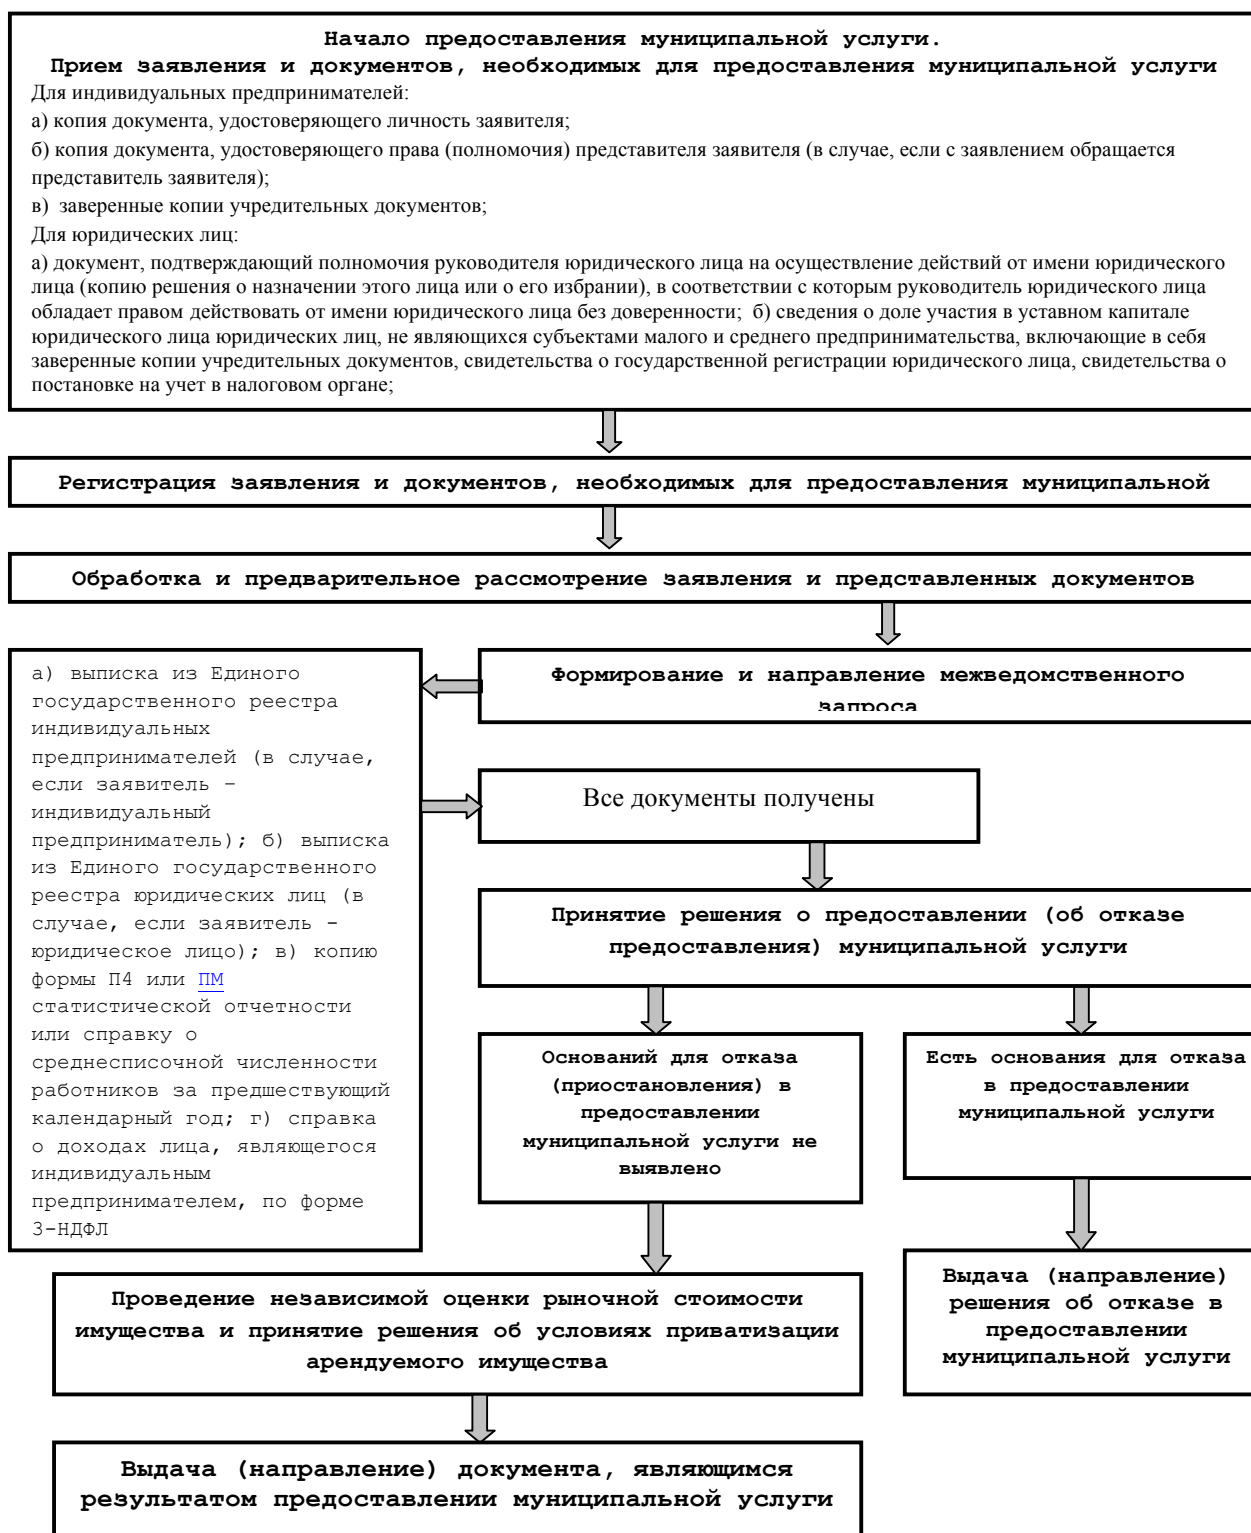 Начало предоставления муниципальной услуги.
Прием заявления и документов, необходимых для предоставления муниципальной услуги
Для индивидуальных предпринимателей:
а) копия документа, удостоверяющего личность заявителя;
б) копия документа, удостоверяющего права (полномочия) представителя заявителя (в случае, если с заявлением обращается
представитель заявителя);
в) заверенные копии учредительных документов;
Для юридических лиц:
а) документ, подтверждающий полномочия руководителя юридического лица на осуществление действий от имени юридического
лица (копию решения о назначении этого лица или о его избрании), в соответствии с которым руководитель юридического лица
обладает правом действовать от имени юридического лица без доверенности; б) сведения о доле участия в уставном капитале
юридического лица юридических лиц, не являющихся субъектами малого и среднего предпринимательства, включающие в себя
заверенные копии учредительных документов, свидетельства о государственной регистрации юридического лица, свидетельства о
постановке на учет в налоговом органе;
Регистрация заявления и документов, необходимых для предоставления муниципальной
Обработка и предварительное рассмотрение заявления и представленных документов
Формирование и направление межведомственного
запроса
а) выписка из Единого
государственного реестра
индивидуальных
предпринимателей (в случае,
если заявитель –
индивидуальный
предприниматель); б) выписка
из Единого государственного
реестра юридических лиц (в
случае, если заявитель –
юридическое лицо); в) копию
формы П4 или ПМ
статистической отчетности
или справку о
среднесписочной численности
работников за предшествующий
календарный год; г) справка
о доходах лица, являющегося
индивидуальным
предпринимателем, по форме
3-НДФЛ
Все документы получены
Принятие решения о предоставлении (об отказе
предоставления) муниципальной услуги
Оснований для отказа
(приостановления) в
предоставлении
муниципальной услуги не
выявлено
Есть основания для отказа
в предоставлении
муниципальной услуги
Проведение независимой оценки рыночной стоимости
имущества и принятие решения об условиях приватизации
арендуемого имущества
Выдача (направление)
решения об отказе в
предоставлении
муниципальной услуги
Выдача (направление) документа, являющимся
результатом предоставлении муниципальной услуги